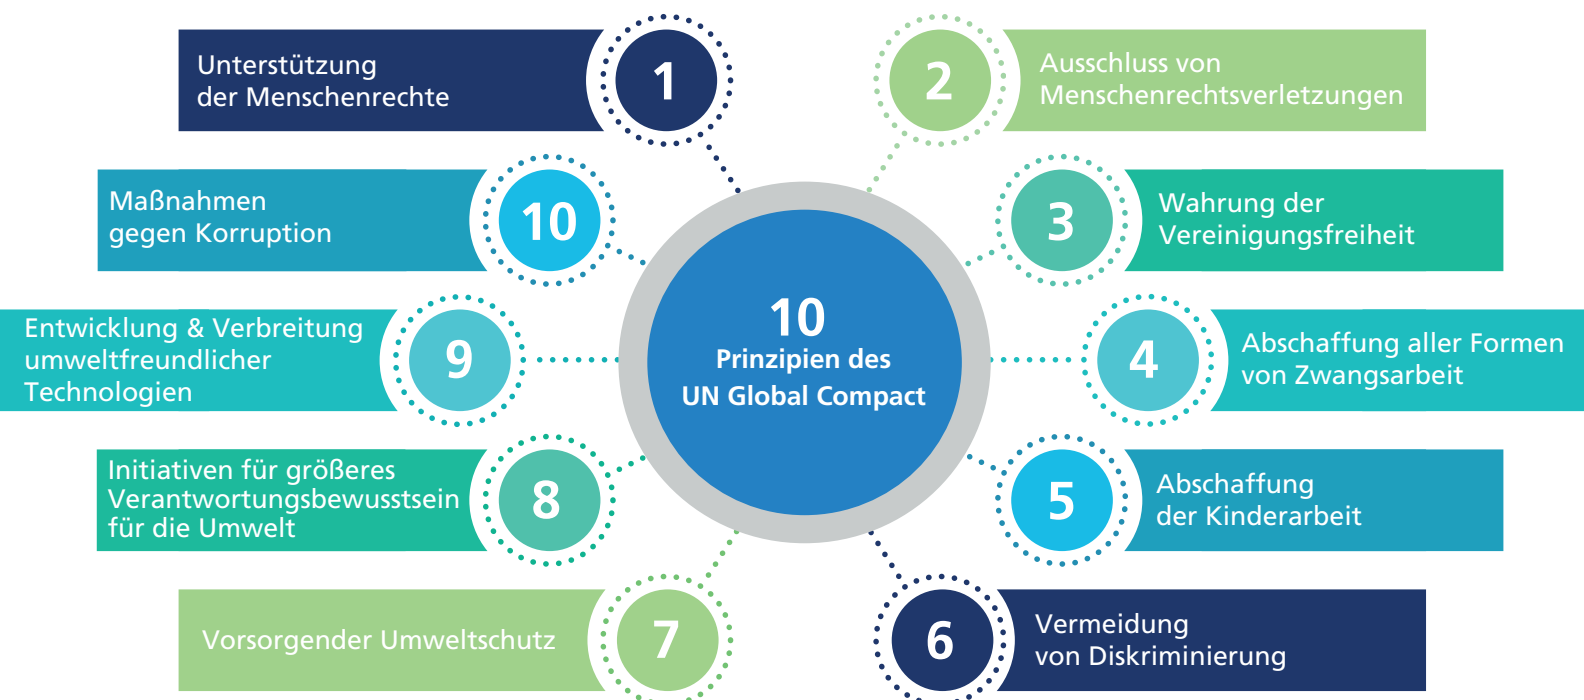 10
Prinzipien des
UN Global Compact
1
Unterstützung
der Menschenrechte
2
Ausschluss von
Menschenrechtsverletzungen
3
Wahrung der
Vereinigungsfreiheit
4
Abschaffung aller Formen
von Zwangsarbeit
5
Abschaffung
der Kinderarbeit
6
Vermeidung
von Diskriminierung
7
Vorsorgender Umweltschutz
8
Initiativen für größeres
Verantwortungsbewusstsein
für die Umwelt
9
Entwicklung & Verbreitung
umweltfreundlicher
Technologien
10
Maßnahmen
gegen Korruption